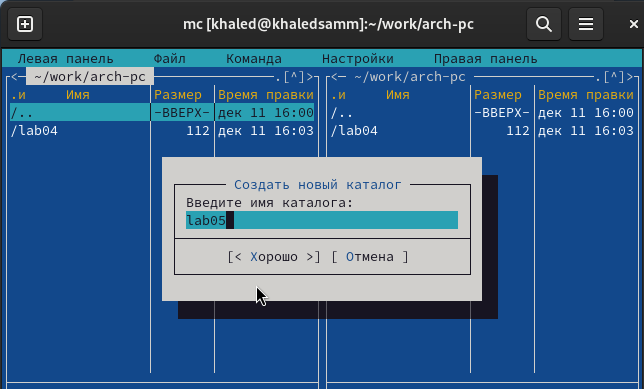 mc [khaled@khaledsamm]:~/work/arch-pc
Левая панель Файл Команда Настройки Правая панель
<─ ~/work/arch-pc .[^]> <─ ~/work/arch-pc .[^]>
.и Имя Размер Время правки .и Имя Размер Время правки
/.. -ВВЕРХ- дек 11 16:00 /.. -ВВЕРХ- дек 11 16:00
/lab04 112 дек 11 16:03 /lab04 112 дек 11 16:03
Создать новый каталог
Введите имя каталога:
lab05
[< Хорошо >] [ Отмена ]